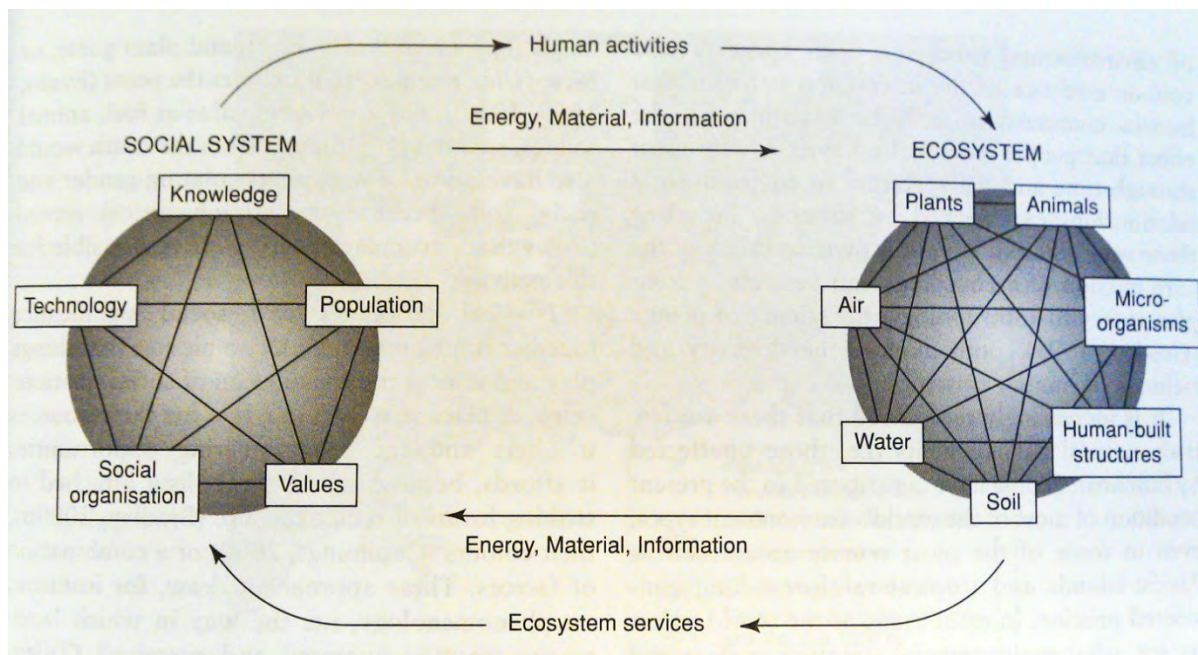 Human activities
Energy, Material, Information
SOCIAL SYSTEM
ECOSYSTEM
Knowledge
Technology
Population
Social
organisation
Values
Plants
Animals
Air
Micro-
organisms
Water
Human-built
structures
Soil
Energy, Material, Information
Ecosystem services